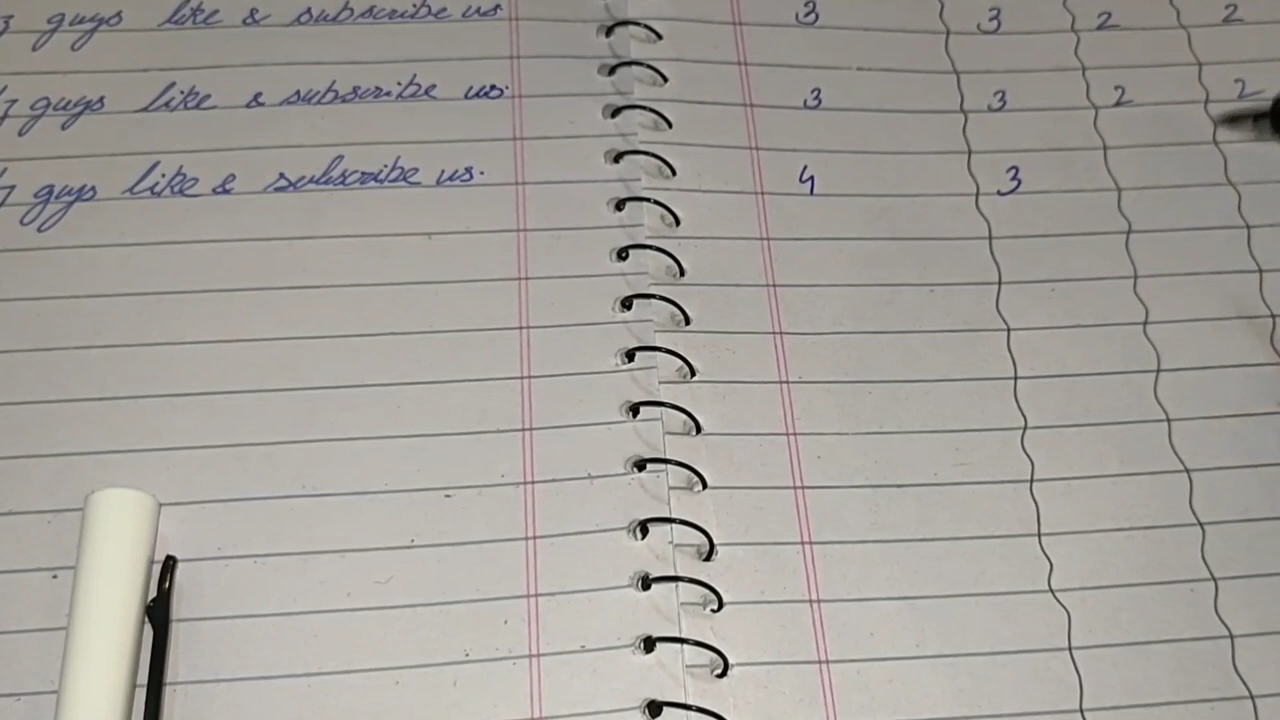 guys like & subscribe us 3 3 2 2
guys like & subscribe us. 3 3 2 2
guys like & subscribe us. 4 3